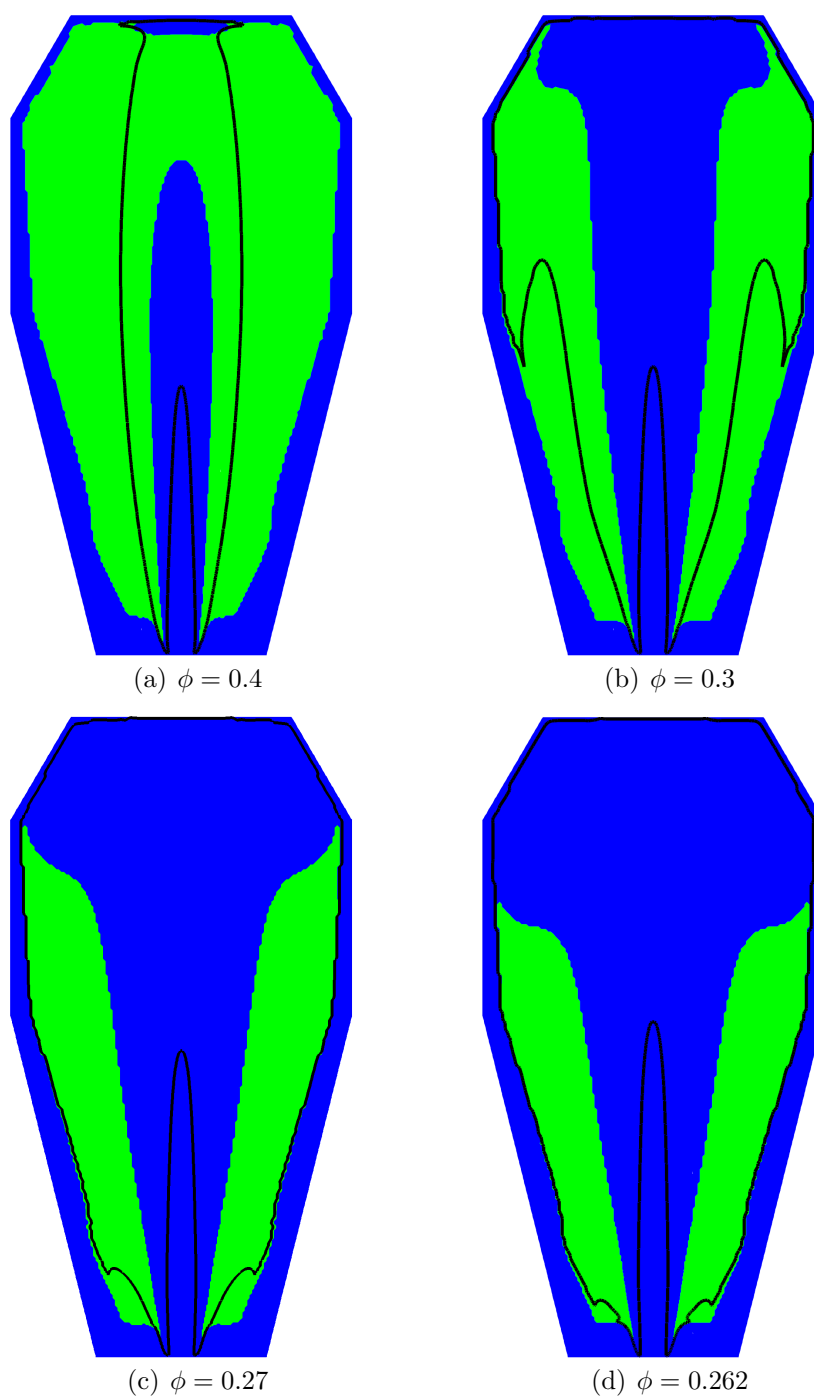 (a) ϕ = 0.4
(b) ϕ = 0.3
(c) ϕ = 0.27
(d) ϕ = 0.262